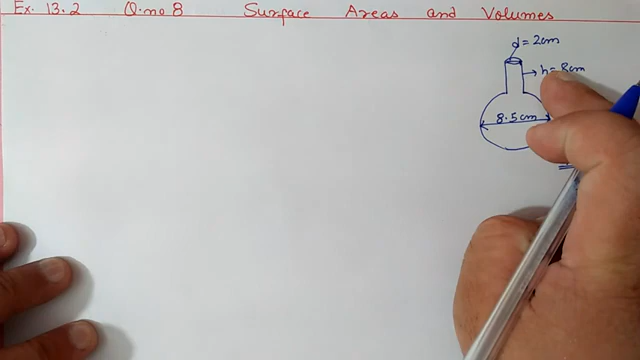 Ex. 13.2 Q.no 8 Surface Areas and Volumes
d = 2cm
h = 8cm
8.5cm